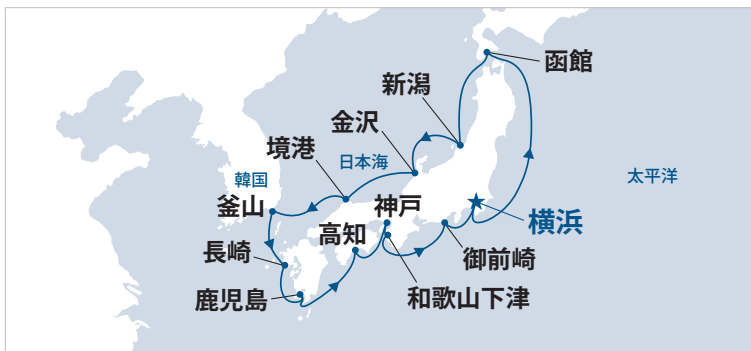 函館
新潟
金沢
境港
日本海
韓国
釜山
太平洋
神戸
高知
横浜
長崎
御前崎
鹿児島
和歌山下津